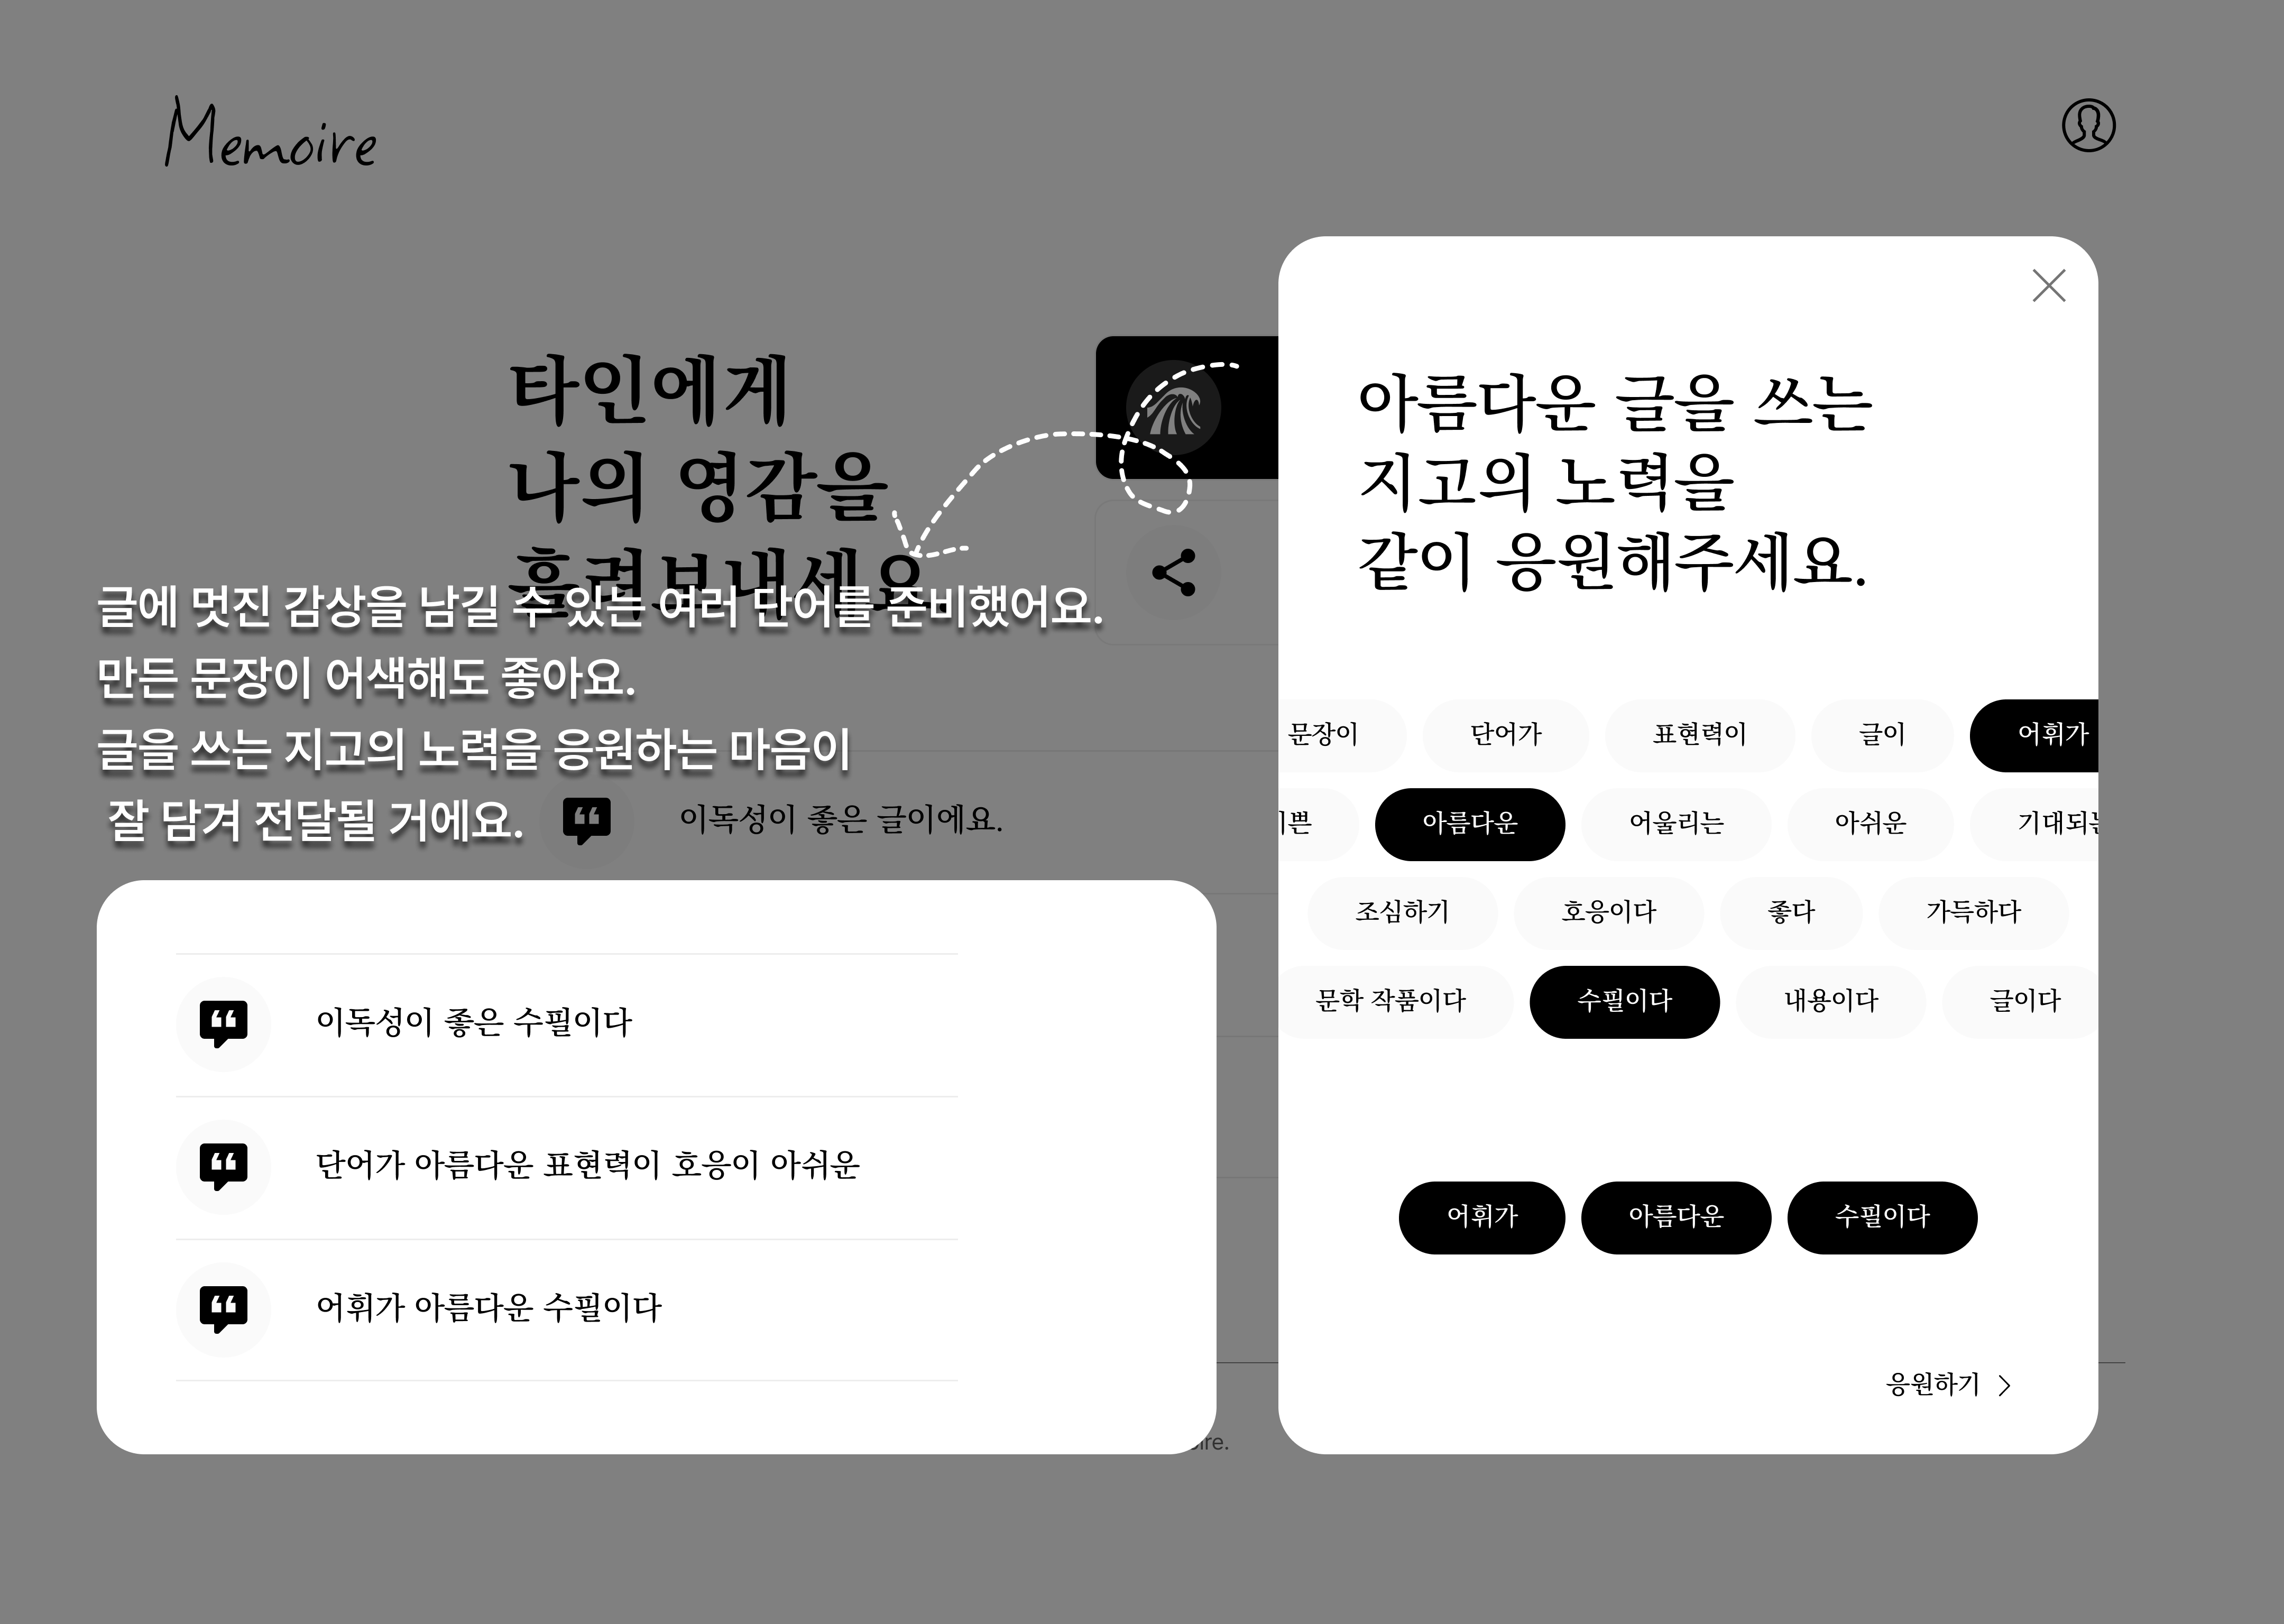 Memoire
타인에게
나의 영감을
흘려보내세요.
글에 멋진 감상을 남길 수 있는 여러 단어를 준비했어요.
만든 문장이 어색해도 좋아요.
글을 쓰는 지고의 노력을 응원하는 마음이
잘 담겨 전달될 거에요.
이독성이 좋은 글이에요.
이독성이 좋은 수필이다
단어가 아름다운 표현력이 호응이 아쉬운
어휘가 아름다운 수필이다
아름다운 글을 쓰는
지고의 노력을
같이 응원해주세요.
문장이 단어가 표현력이 글이 어휘가
아름다운 어울리는 아쉬운 기대되는
조심하기 호응이다 좋다 가득하다
문학 작품이다 수필이다 내용이다 글이다
어휘가 아름다운 수필이다
응원하기